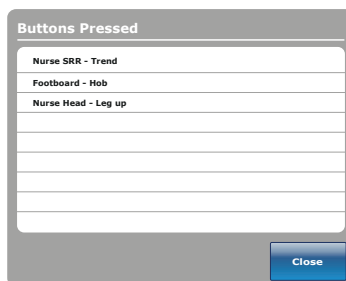 Buttons Pressed
Nurse SRR - Trend
Footboard - Hob
Nurse Head - Leg up
Close